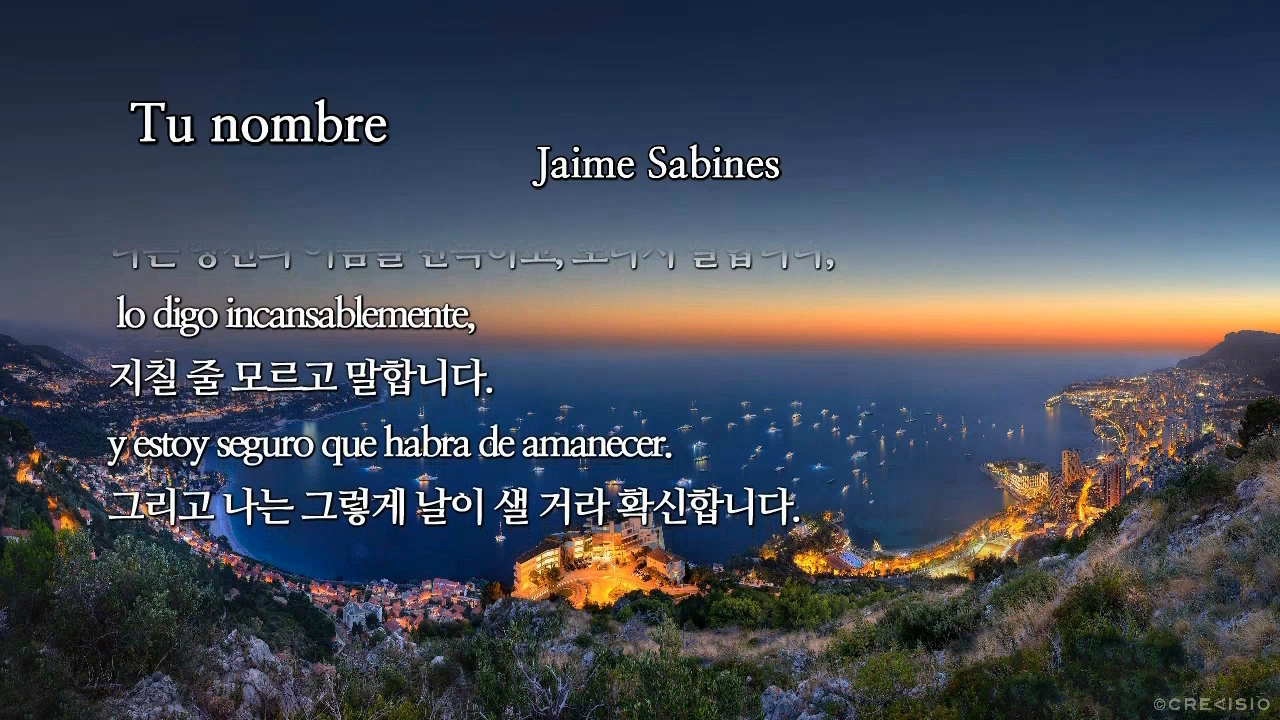 Tu nombre
Jaime Sabines
lo digo incansablemente,
지칠 줄 모르고 말합니다.
y estoy seguro que habra de amanecer.
그리고 나는 그렇게 날이 샐 거라 확신합니다.
©CREVISIO